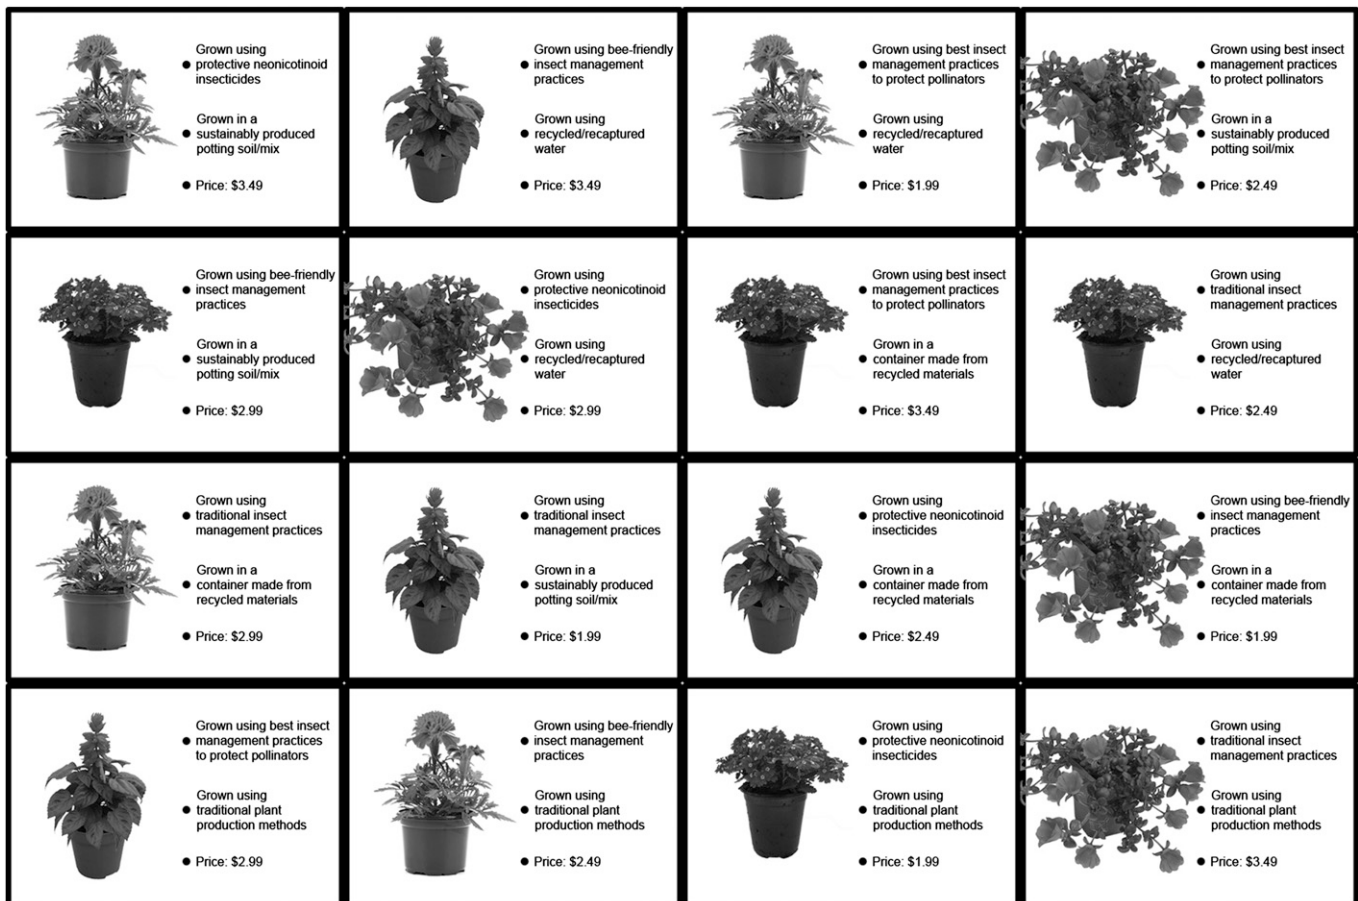 Grown using
● protective neonicotinoid
insecticides
Grown in a
● sustainably produced
potting soil/mix
● Price: $3.49
Grown using bee-friendly
● insect management
practices
Grown using
● recycled/recaptured
water
● Price: $3.49
Grown using best insect
● management practices
to protect pollinators
Grown using
● recycled/recaptured
water
● Price: $1.99
Grown using best insect
● management practices
to protect pollinators
Grown in a
● sustainably produced
potting soil/mix
● Price: $2.49
Grown using bee-friendly
● insect management
practices
Grown in a
● sustainably produced
potting soil/mix
● Price: $2.99
Grown using
● protective neonicotinoid
insecticides
Grown using
● recycled/recaptured
water
● Price: $2.99
Grown using best insect
● management practices
to protect pollinators
Grown in a
● container made from
recycled materials
● Price: $3.49
Grown using
● traditional insect
management practices
Grown using
● recycled/recaptured
water
● Price: $2.49
Grown using
● traditional insect
management practices
Grown in a
● container made from
recycled materials
● Price: $2.99
Grown using
● traditional insect
management practices
Grown in a
● sustainably produced
potting soil/mix
● Price: $1.99
Grown using
● protective neonicotinoid
insecticides
Grown in a
● container made from
recycled materials
● Price: $2.49
Grown using bee-friendly
● insect management
practices
Grown in a
● container made from
recycled materials
● Price: $1.99
Grown using best insect
● management practices
to protect pollinators
Grown using
● traditional plant
production methods
● Price: $2.99
Grown using bee-friendly
● insect management
practices
Grown using
● traditional plant
production methods
● Price: $2.49
Grown using
● protective neonicotinoid
insecticides
Grown using
● traditional plant
production methods
● Price: $1.99
Grown using
● traditional insect
management practices
Grown using
● traditional plant
production methods
● Price: $3.49